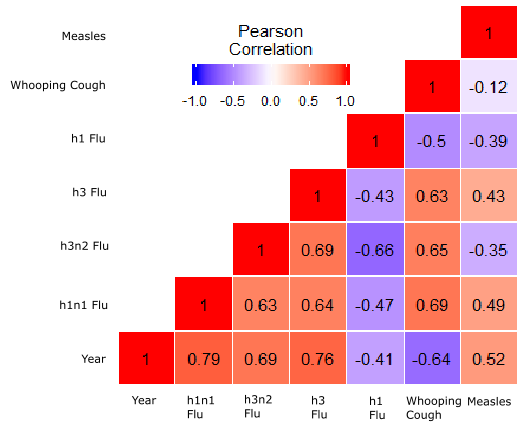 Pearson
Correlation
-1.0 -0.5 0.0 0.5 1.0
Measles 1
Whooping Cough 1 -0.12
h1 Flu 1 -0.5 -0.39
h3 Flu 1 -0.43 0.63 0.43
h3n2 Flu 1 0.69 -0.66 0.65 -0.35
h1n1 Flu 1 0.63 0.64 -0.47 0.69 0.49
Year 1 0.79 0.69 0.76 -0.41 -0.64 0.52
Year h1n1 h3n2 h3 h1 Whooping Measles
Flu Flu Flu Flu Cough